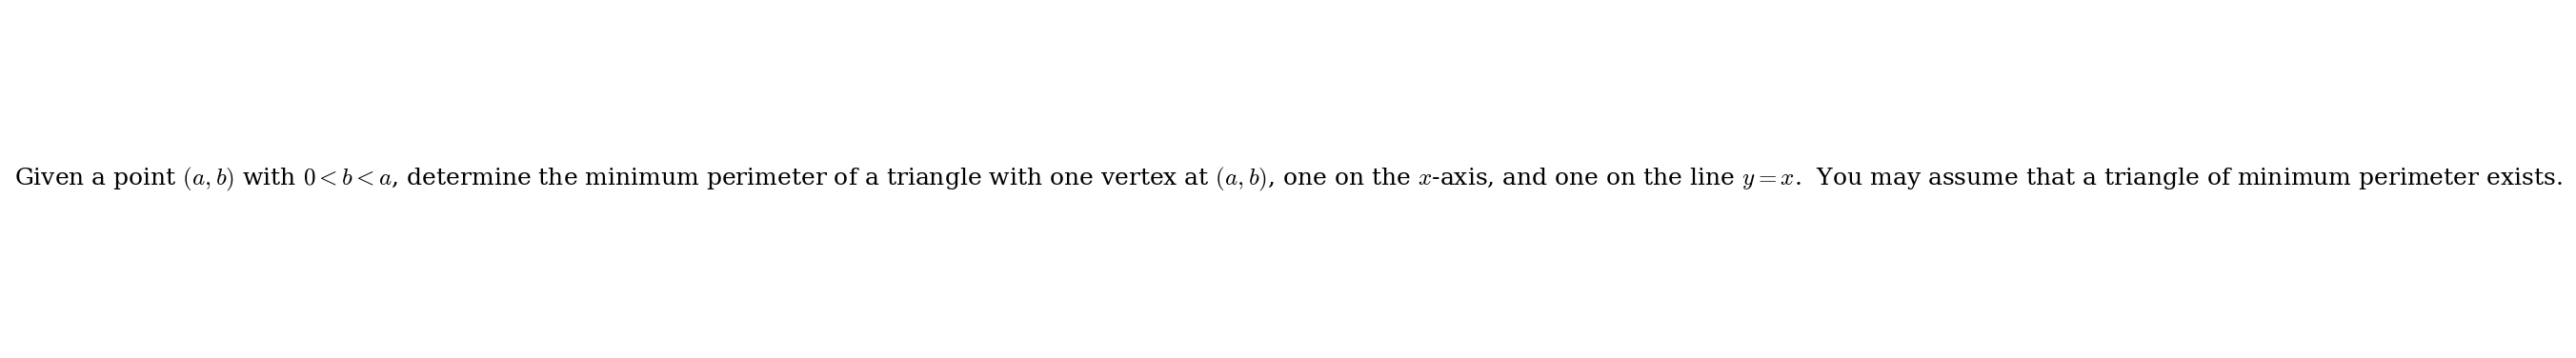 Given a point $(a, b)$ with $0 < b < a$, determine the minimum perimeter of a triangle with one vertex at $(a, b)$, one on the $x$-axis, and one on the line $y = x$.  You may assume that a triangle of minimum perimeter exists.